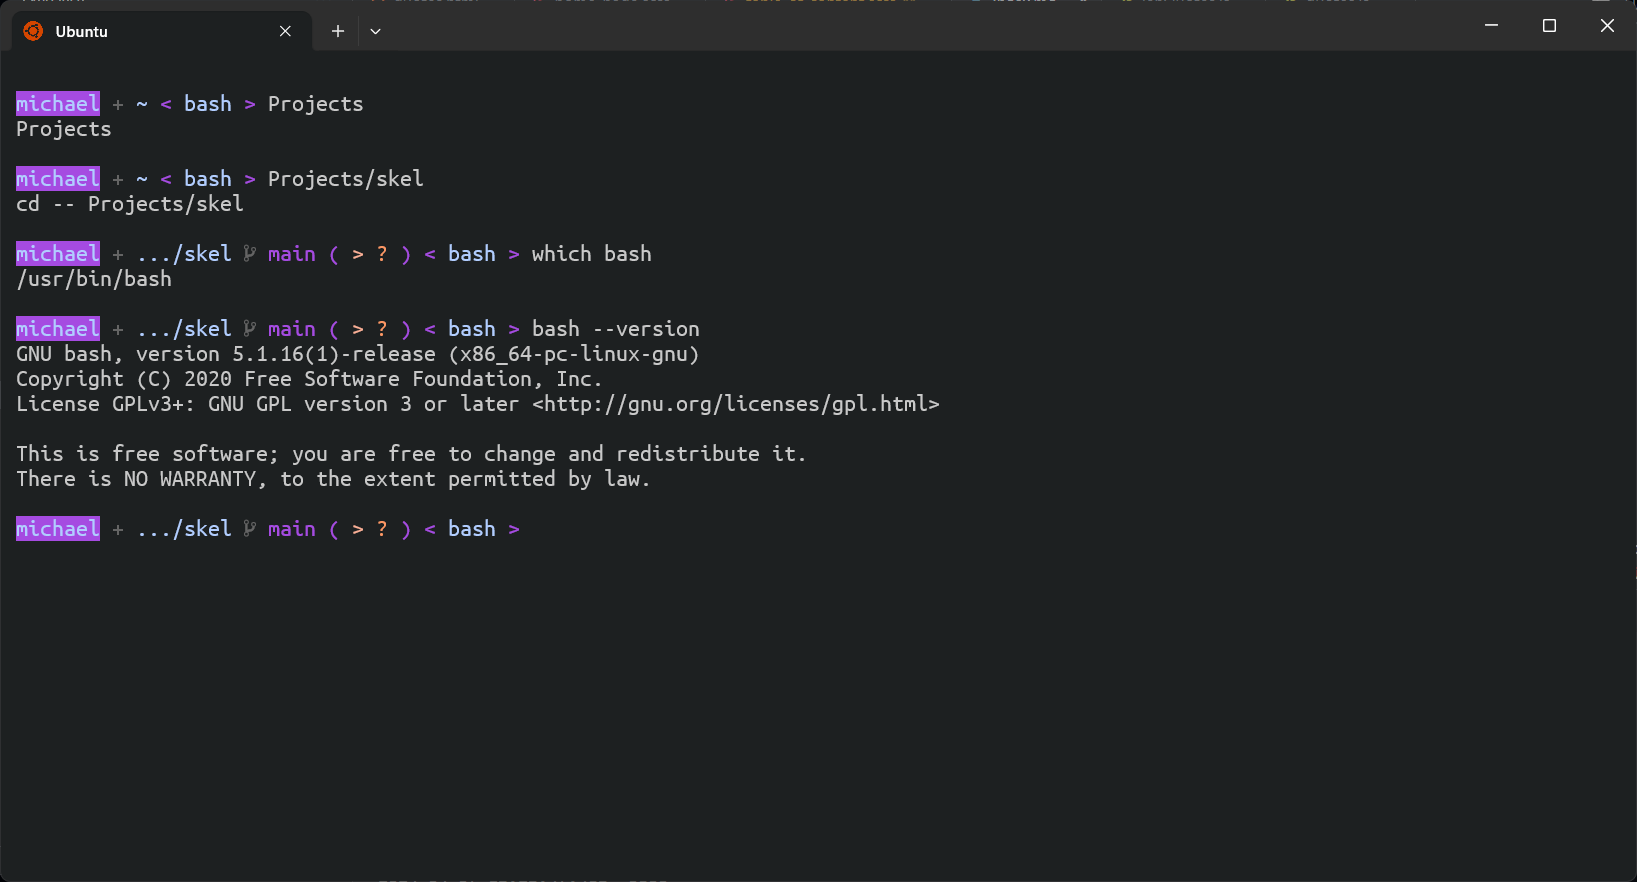 Ubuntu
michael + ~ < bash > Projects
Projects
michael + ~ < bash > Projects/skel
cd -- Projects/skel
michael + .../skel main ( > ? ) < bash > which bash
/usr/bin/bash
michael + .../skel main ( > ? ) < bash > bash --version
GNU bash, version 5.1.16(1)-release (x86_64-pc-linux-gnu)
Copyright (C) 2020 Free Software Foundation, Inc.
License GPLv3+: GNU GPL version 3 or later <http://gnu.org/licenses/gpl.html>
This is free software; you are free to change and redistribute it.
There is NO WARRANTY, to the extent permitted by law.
michael + .../skel main ( > ? ) < bash >